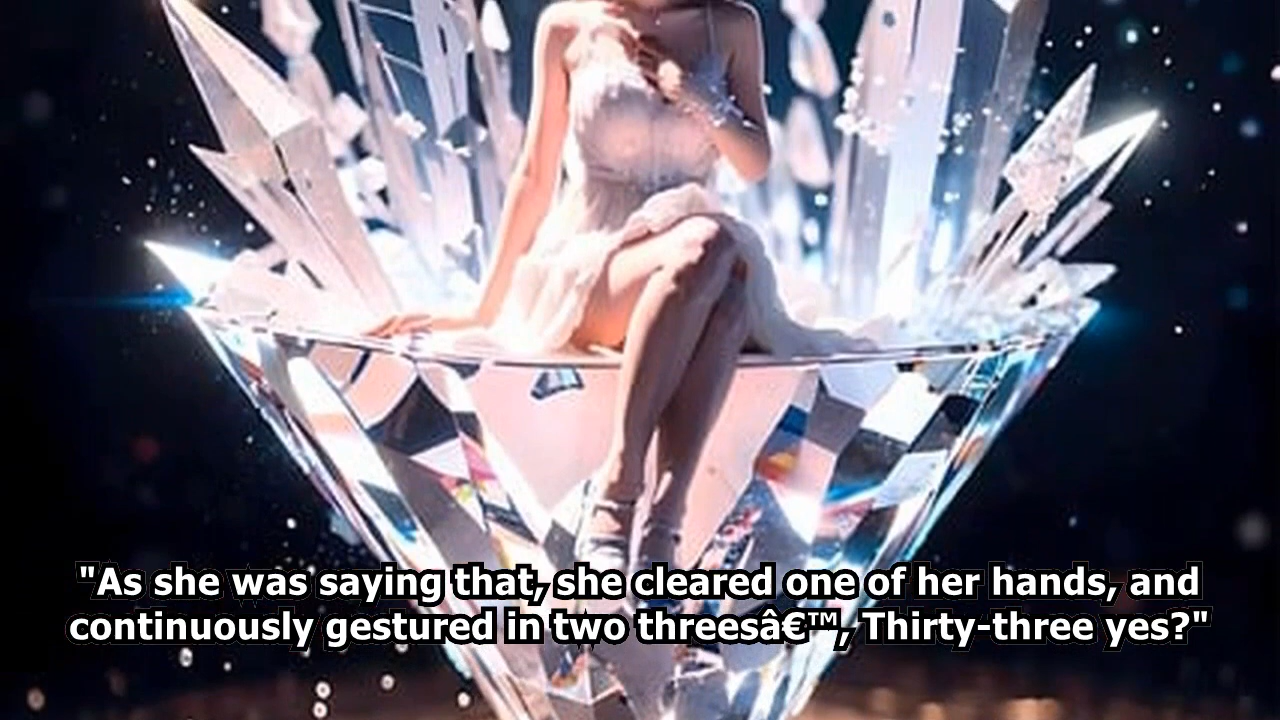 "As she was saying that, she cleared one of her hands, and
continuously gestured in two threesâ€™, Thirty-three yes?"